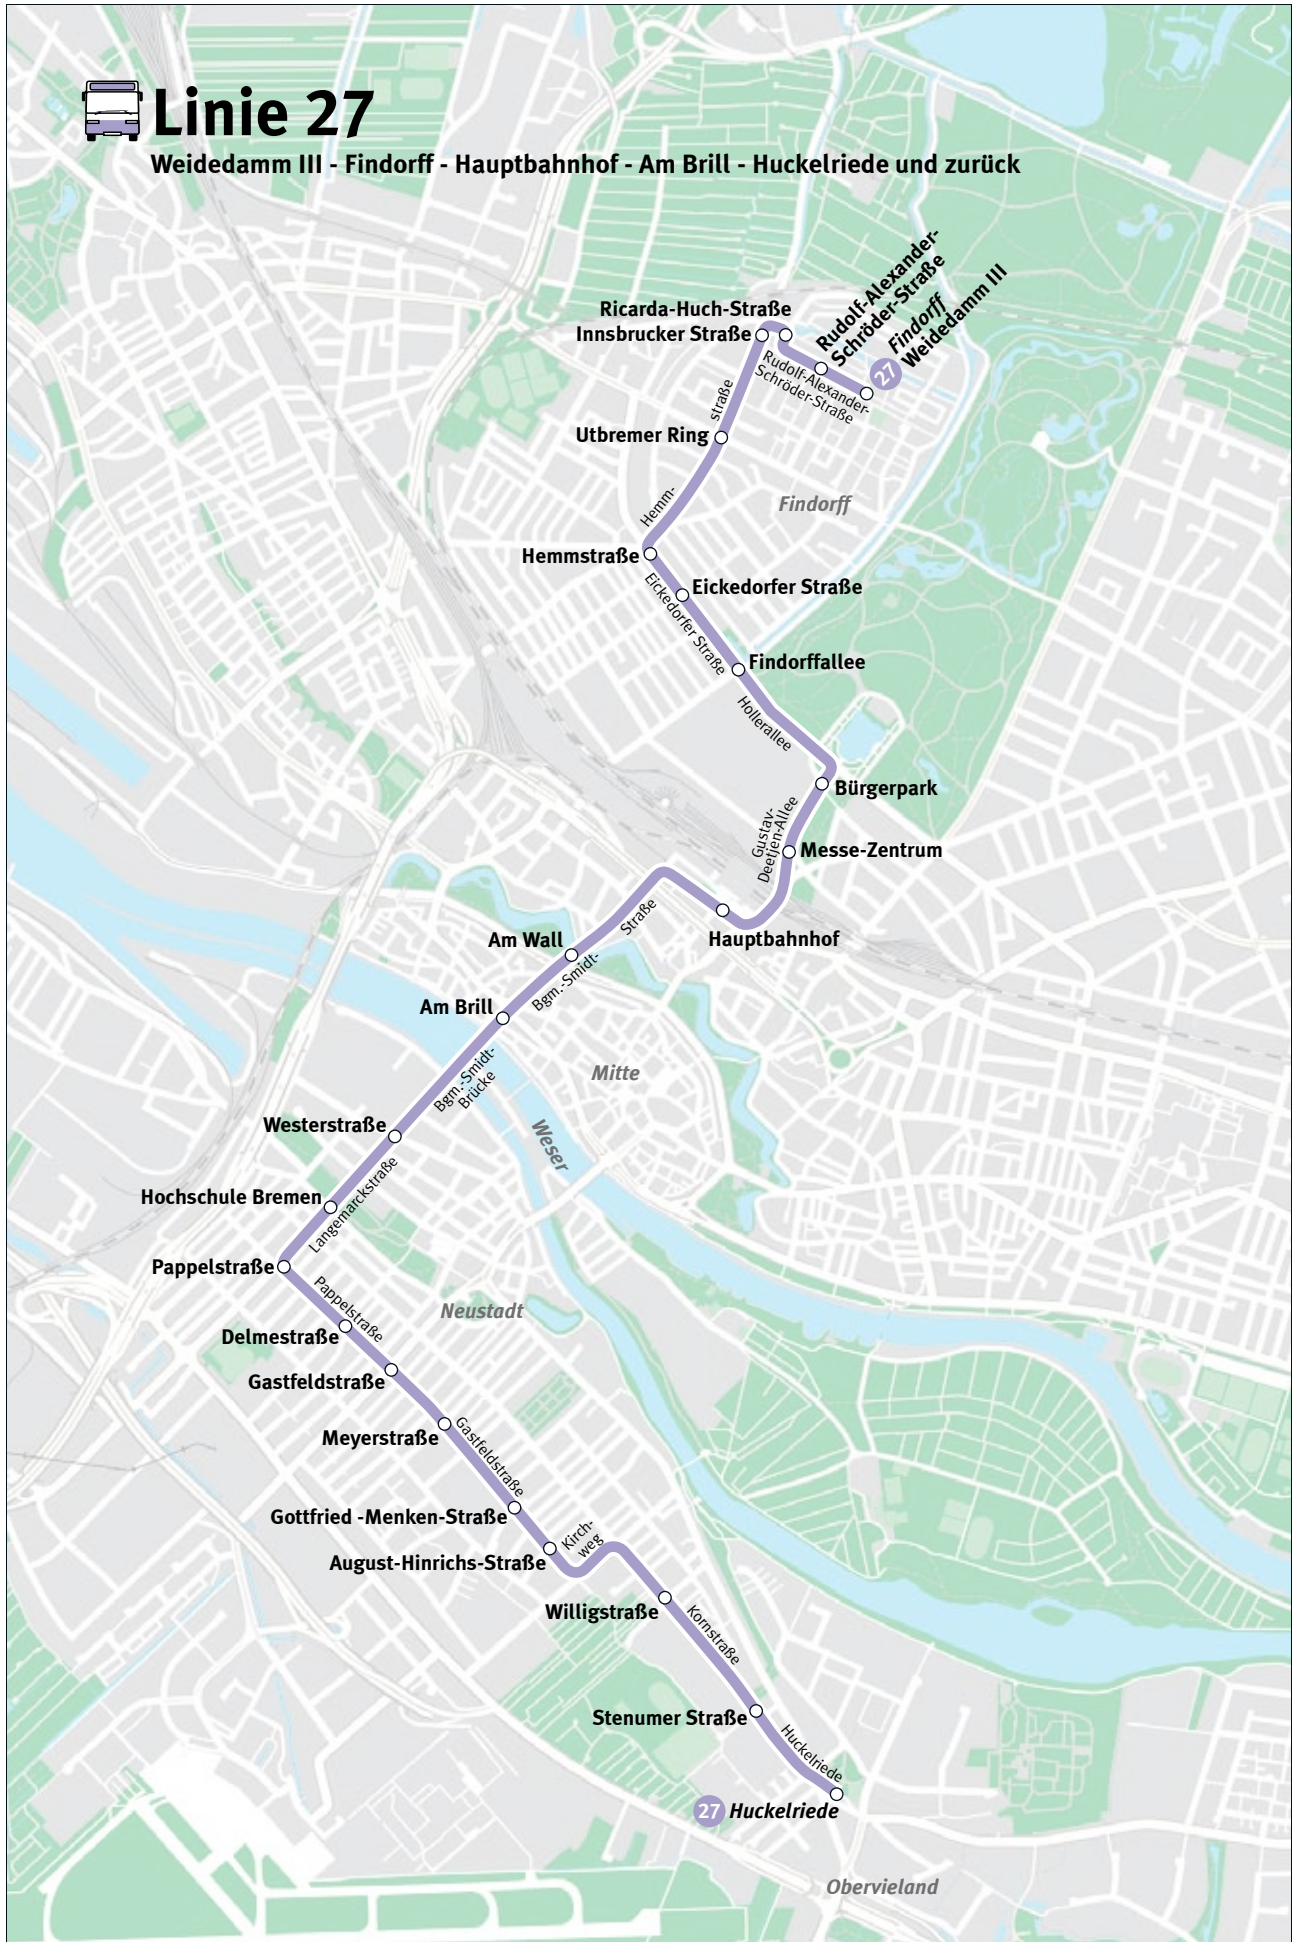 Linie 27
Weidedamm III - Findorff - Hauptbahnhof - Am Brill - Huckelriede und zurück
Rudolf-Alexander-
Schröder-Straße
Findorff
Weidedamm III
27
Ricarda-Huch-Straße
Innsbrucker Straße
Rudolf-Alexander-
Schröder-Straße
straße
Utbremer Ring
Hemm-
Findorff
Hemmstraße
Eickedorfer Straße
Eickedorfer Straße
Findorffallee
Hollerallee
Bürgerpark
Gustav-
Deetjen-Allee
Messe-Zentrum
Straße
Hauptbahnhof
Am Wall
Bgm.-Smidt-
Am Brill
Bgm.-Smidt-
Brücke
Mitte
Westerstraße
Weser
Langemarckstraße
Hochschule Bremen
Pappelstraße
Pappelstraße
Neustadt
Delmestraße
Gastfeldstraße
Meyerstraße
Gastfeldstraße
Gottfried -Menken-Straße
Kirch-
weg
August-Hinrichs-Straße
Willigstraße
Kornstraße
Stenumer Straße
Huckelriede
27 Huckelriede
Obervieland